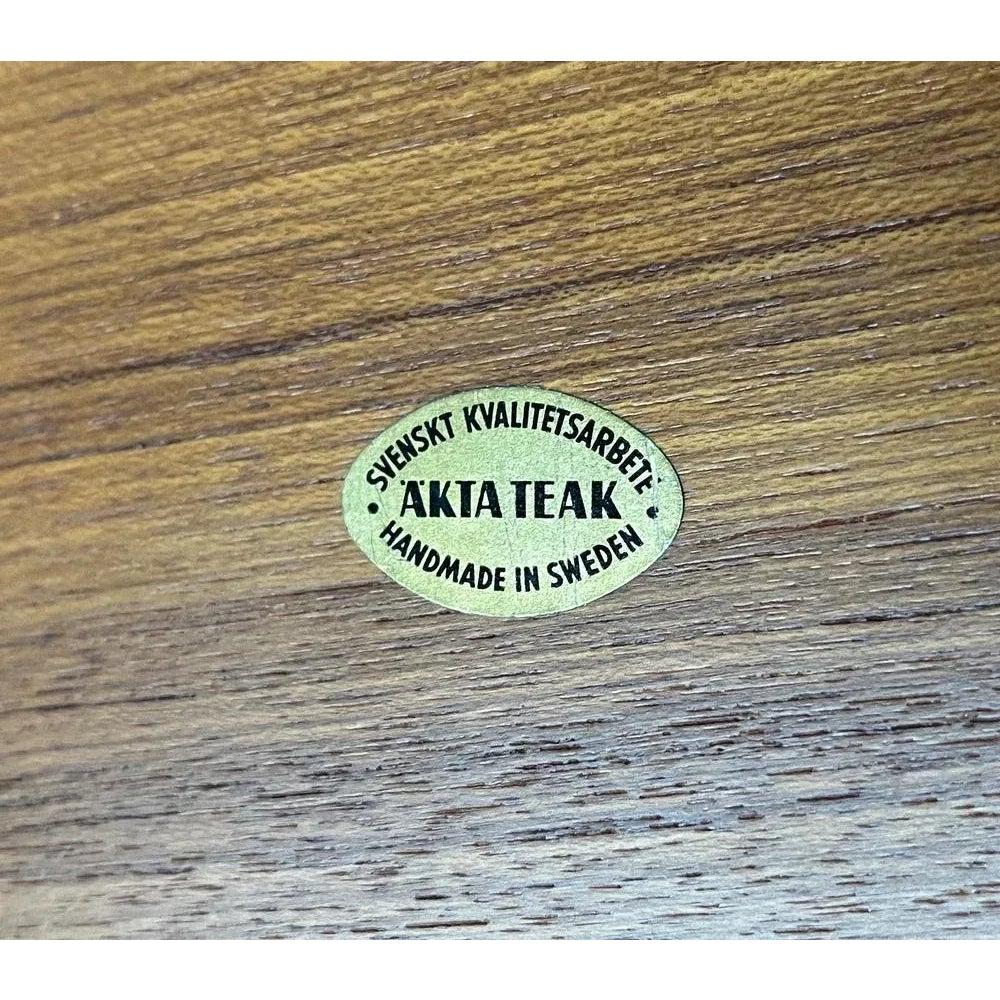 SVENSKT KVALITETSARBETE
ÄKTA TEAK
HANDMADE IN SWEDEN